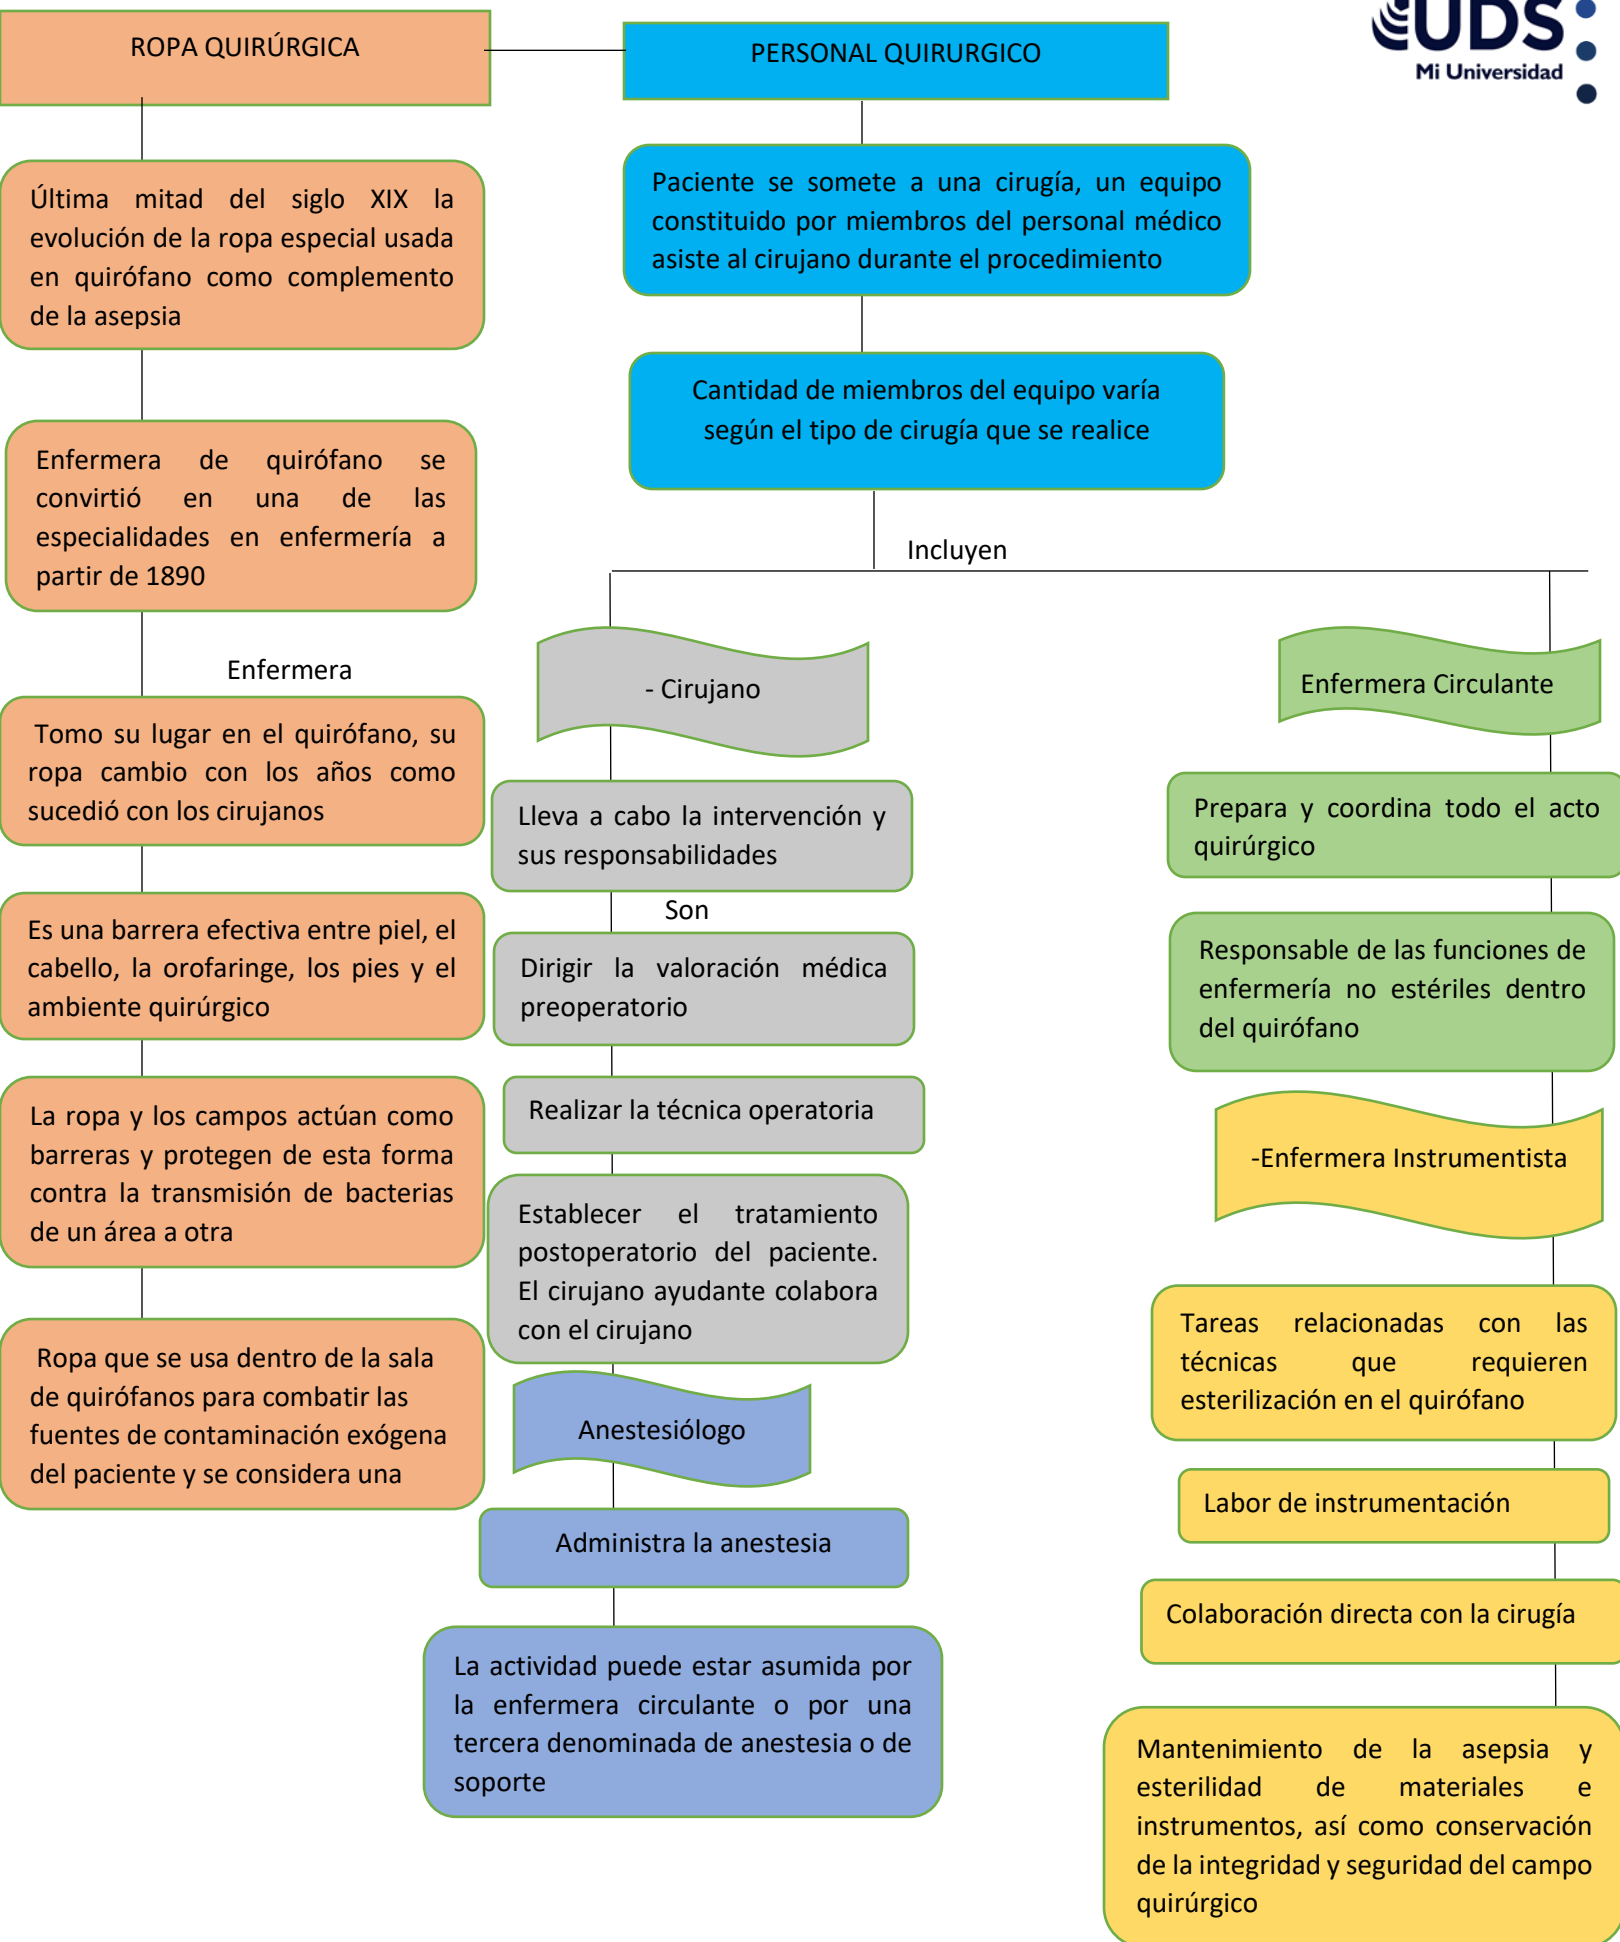 ROPA QUIRÚRGICA
PERSONAL QUIRURGICO
UDS
Mi Universidad
Última mitad del siglo XIX la
evolución de la ropa especial usada
en quirófano como complemento
de la asepsia
Enfermera de quirófano se
convirtió en una de las
especialidades en enfermería a
partir de 1890
Enfermera
Tomo su lugar en el quirófano, su
ropa cambio con los años como
sucedió con los cirujanos
Es una barrera efectiva entre piel, el
cabello, la orofaringe, los pies y el
ambiente quirúrgico
La ropa y los campos actúan como
barreras y protegen de esta forma
contra la transmisión de bacterias
de un área a otra
Ropa que se usa dentro de la sala
de quirófanos para combatir las
fuentes de contaminación exógena
del paciente y se considera una
Paciente se somete a una cirugía, un equipo
constituido por miembros del personal médico
asiste al cirujano durante el procedimiento
Cantidad de miembros del equipo varía
según el tipo de cirugía que se realice
Incluyen
- Cirujano
Lleva a cabo la intervención y
sus responsabilidades
Son
Dirigir la valoración médica
preoperatorio
Realizar la técnica operatoria
Establecer el tratamiento
postoperatorio del paciente.
El cirujano ayudante colabora
con el cirujano
Anestesiólogo
Administra la anestesia
La actividad puede estar asumida por
la enfermera circulante o por una
tercera denominada de anestesia o de
soporte
Enfermera Circulante
Prepara y coordina todo el acto
quirúrgico
Responsable de las funciones de
enfermería no estériles dentro
del quirófano
-Enfermera Instrumentista
Tareas relacionadas con las
técnicas que requieren
esterilización en el quirófano
Labor de instrumentación
Colaboración directa con la cirugía
Mantenimiento de la asepsia y
esterilidad de materiales e
instrumentos, así como conservación
de la integridad y seguridad del campo
quirúrgico